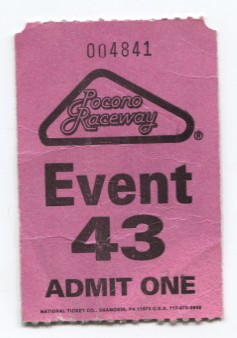 004841
Pocono
Raceway
®
Event
43
ADMIT ONE
NATIONAL TICKET CO., SHAMOKIN, PA